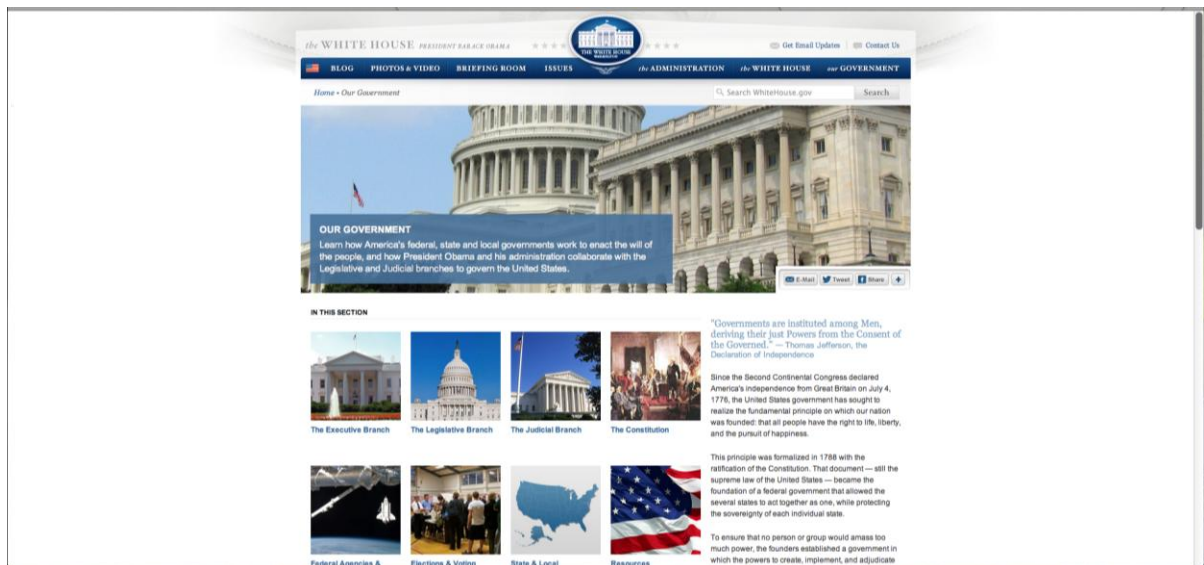 the WHITE HOUSE PRESIDENT BARACK OBAMA
THE WHITE HOUSE
WASHINGTON
Get Email Updates
Contact Us
BLOG PHOTOS & VIDEO BRIEFING ROOM ISSUES the ADMINISTRATION the WHITE HOUSE our GOVERNMENT
Home • Our Government
Search WhiteHouse.gov
Search
OUR GOVERNMENT
Learn how America's federal, state and local governments work to enact the will of
the people, and how President Obama and his administration collaborate with the
Legislative and Judicial branches to govern the United States.
E-Mail Tweet Share +
IN THIS SECTION
The Executive Branch
The Legislative Branch
The Judicial Branch
The Constitution
Federal Agencies &
Elections & Voting
State & Local
Resources
"Governments are instituted among Men,
deriving their just Powers from the Consent of
the Governed." — Thomas Jefferson, the
Declaration of Independence
Since the Second Continental Congress declared
America's independence from Great Britain on July 4,
1776, the United States government has sought to
realize the fundamental principle on which our nation
was founded: that all people have the right to life, liberty,
and the pursuit of happiness.
This principle was formalized in 1788 with the
ratification of the Constitution. That document — still the
supreme law of the United States — became the
foundation of a federal government that allowed the
several states to act together as one, while protecting
the sovereignty of each individual state.
To ensure that no person or group would amass too
much power, the founders established a government in
which the powers to create, implement, and adjudicate